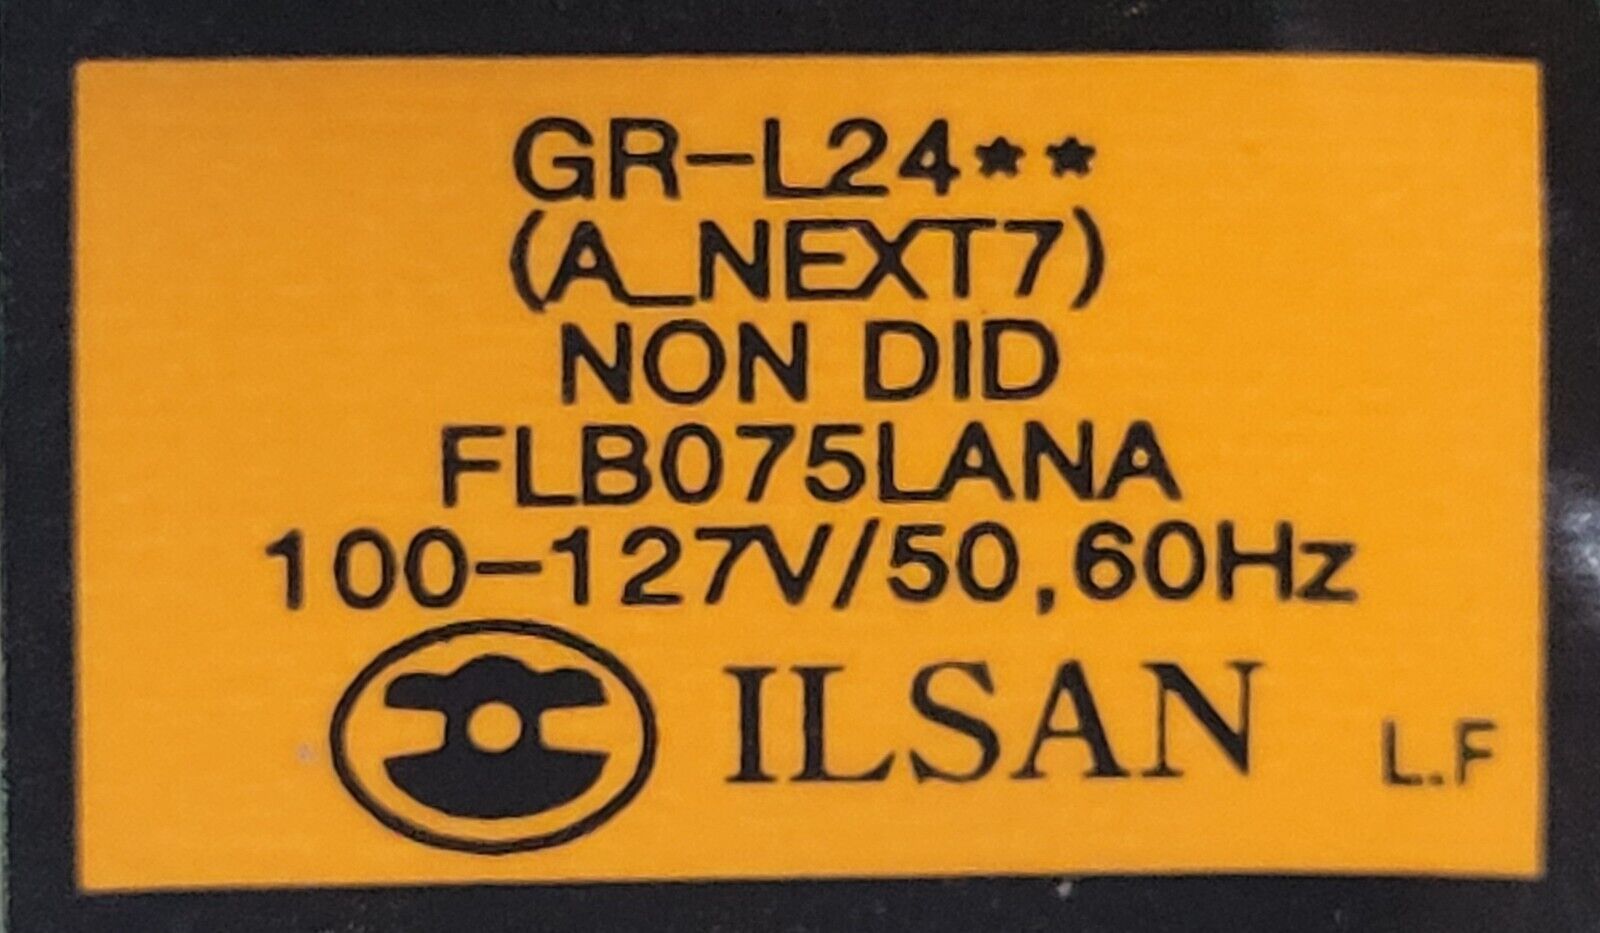 GR-L24**
(A_NEXT7)
NON DID
FLB075LANA
100-127V/50,60Hz
ILSAN L.F